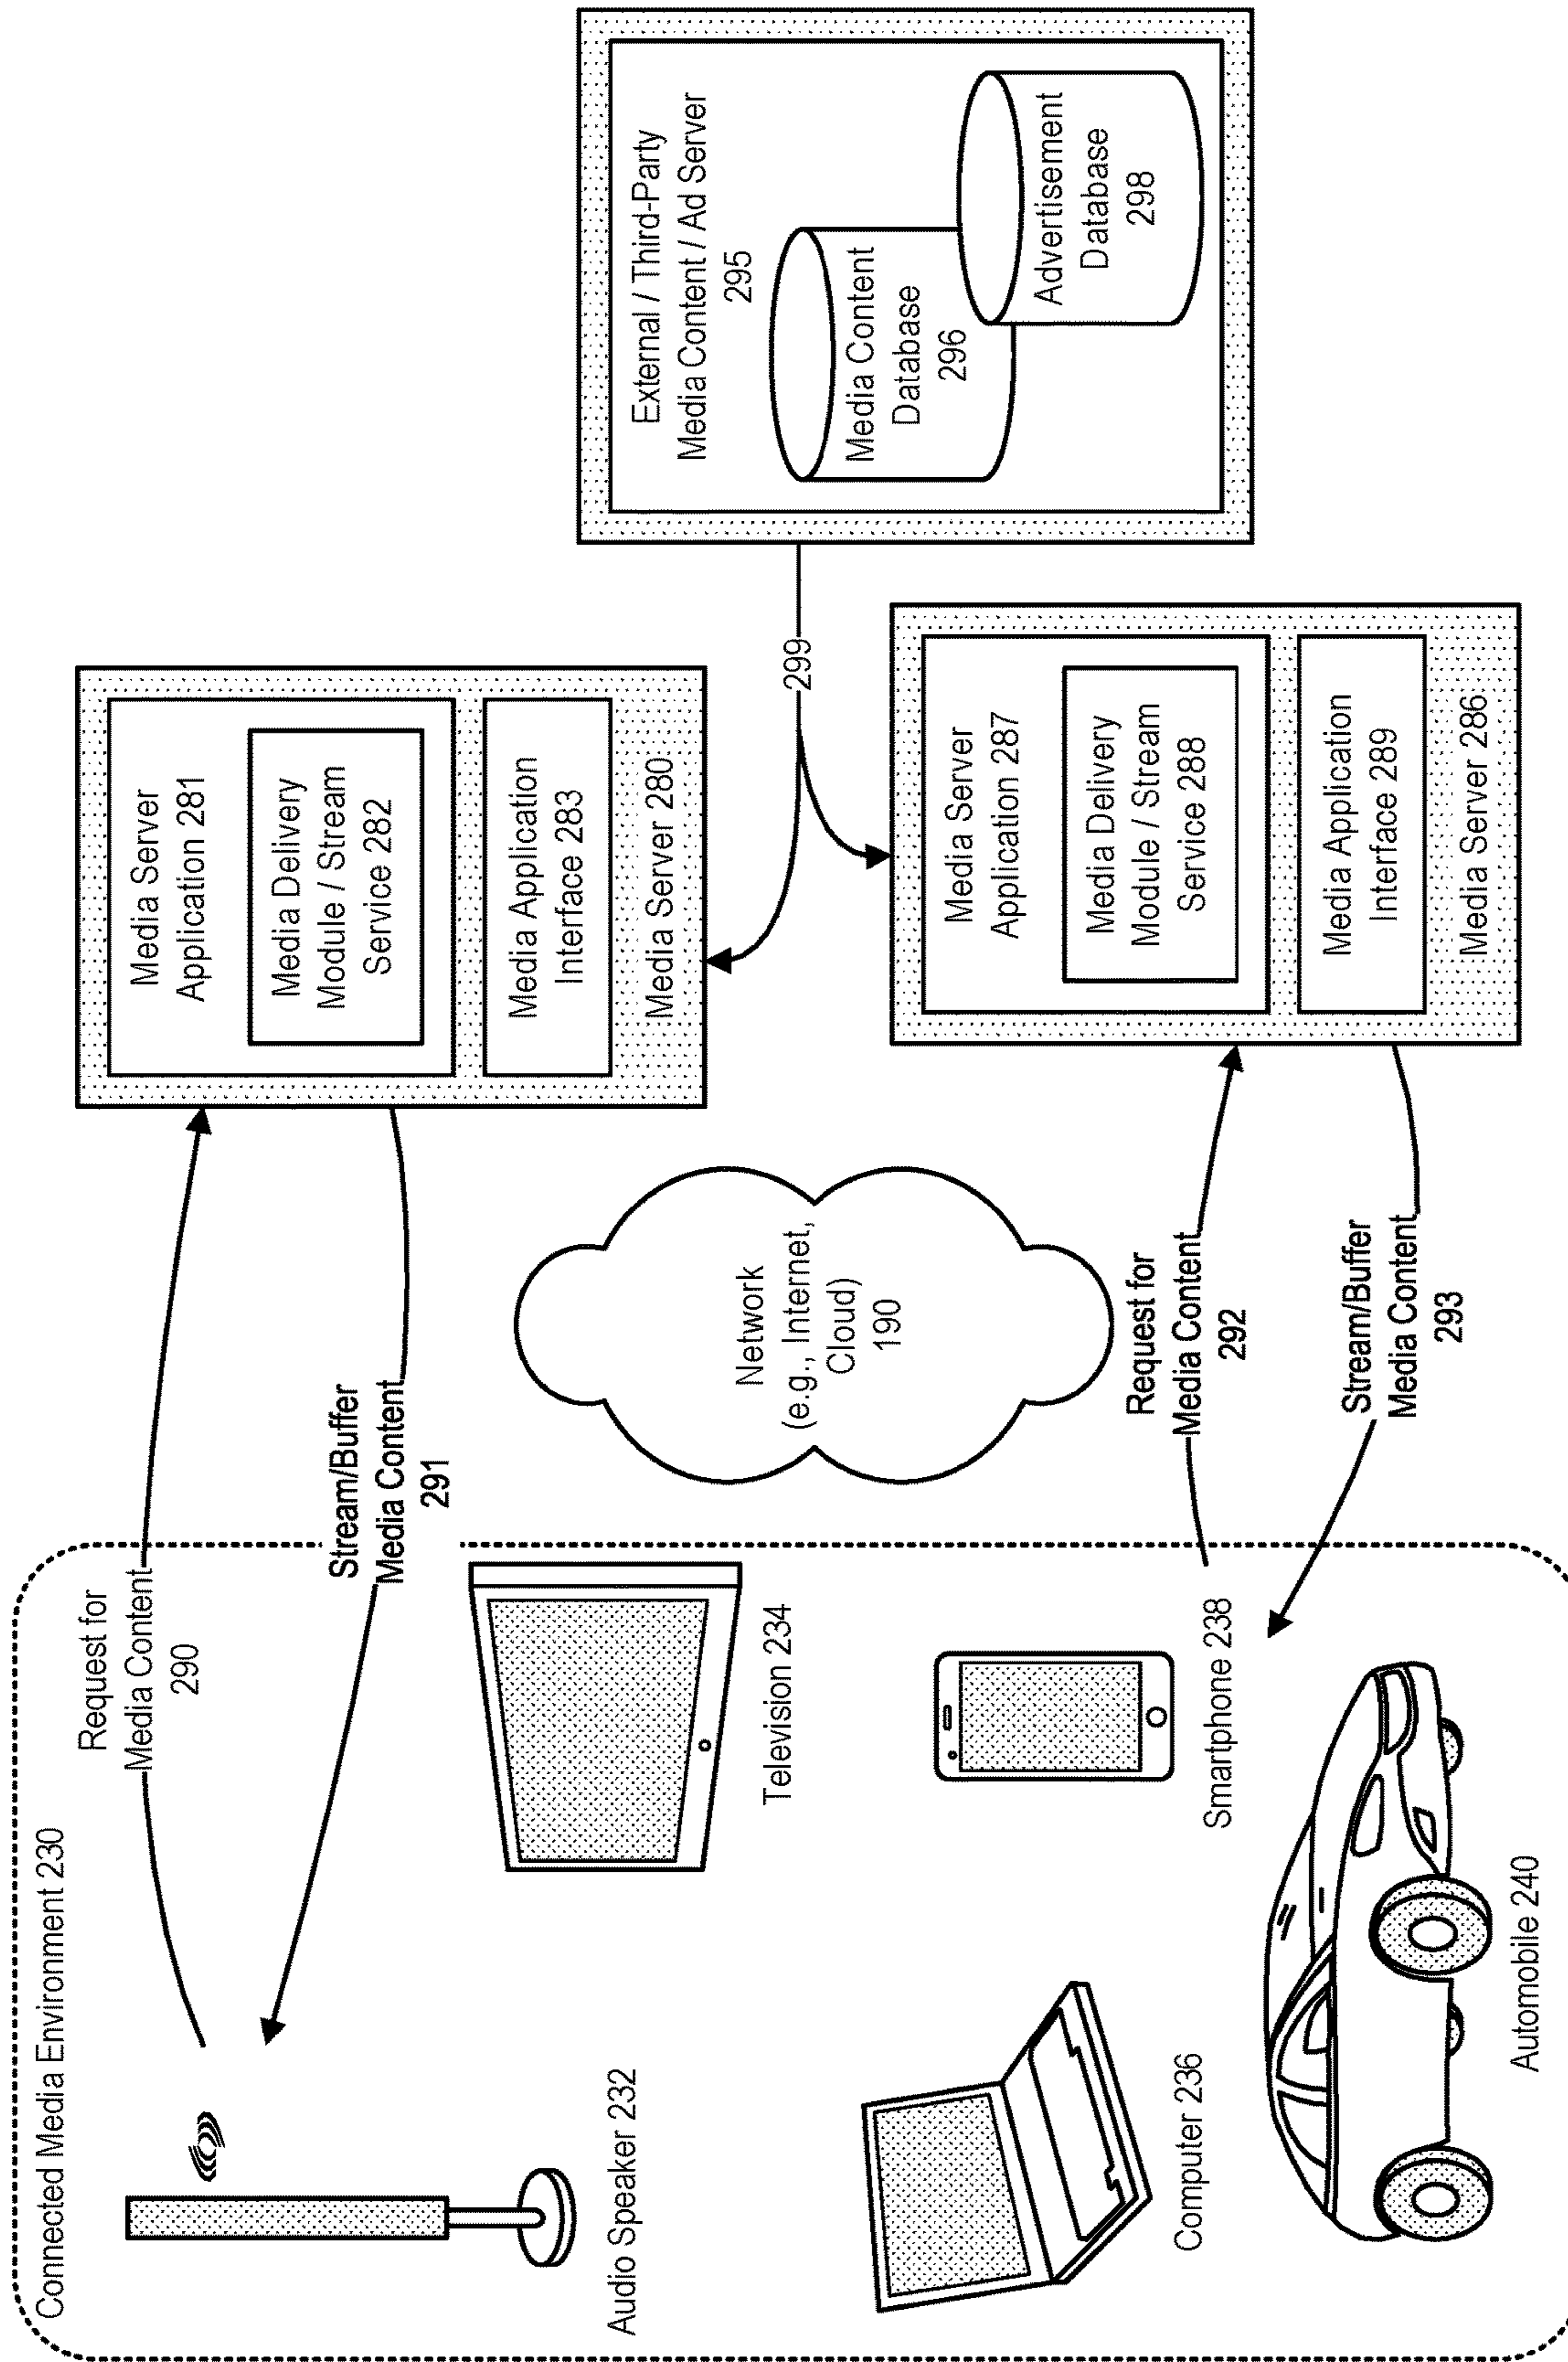 Connected Media Environment 230
Audio Speaker 232
Television 234
Computer 236
Smartphone 238
Automobile 240
Request for
Media Content
290
Stream/Buffer
Media Content
291
Network
(e.g., Internet,
Cloud)
190
Request for
Media Content
292
Stream/Buffer
Media Content
293
Media Server
Application 281
Media Delivery
Module / Stream
Service 282
Media Application
Interface 283
Media Server 280
299
Media Server
Application 287
Media Delivery
Module / Stream
Service 288
Media Application
Interface 289
Media Server 286
External / Third-Party
Media Content / Ad Server
295
Media Content
Database
296
Advertisement
Database
298